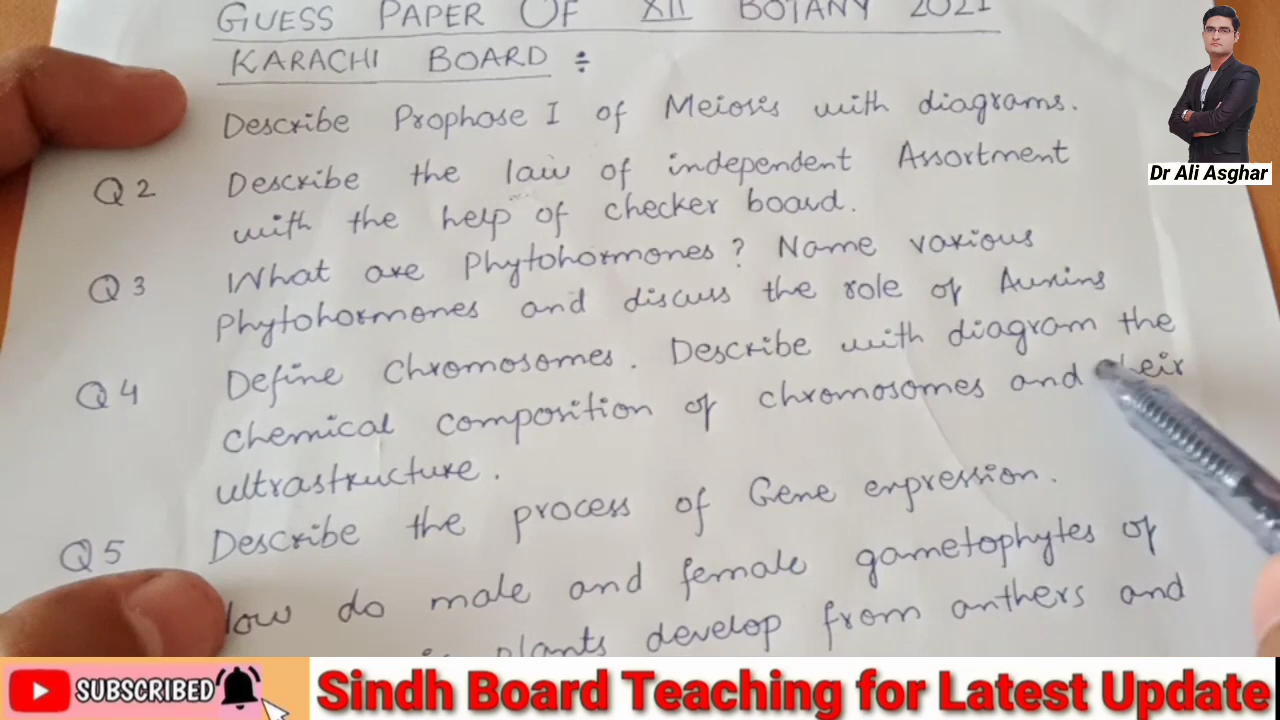 GUESS PAPER OF XII BOTANY 2021
KARACHI BOARD ÷
Describe Prophose I of Meiosis with diagrams.
Q2 Describe the law of independent Assortment
with the help of checker board.
Q3 What are Phytohormones? Name various
Phytohormones and discuss the role of Auxins
Q4 Define chromosomes. Describe with diagram the
chemical composition of chromosomes and their
ultrastructure.
Q5 Describe the process of Gene expression.
How do male and female gametophytes of
plants develop from anthers and
Dr Ali Asghar
SUBSCRIBED
Sindh Board Teaching for Latest Update